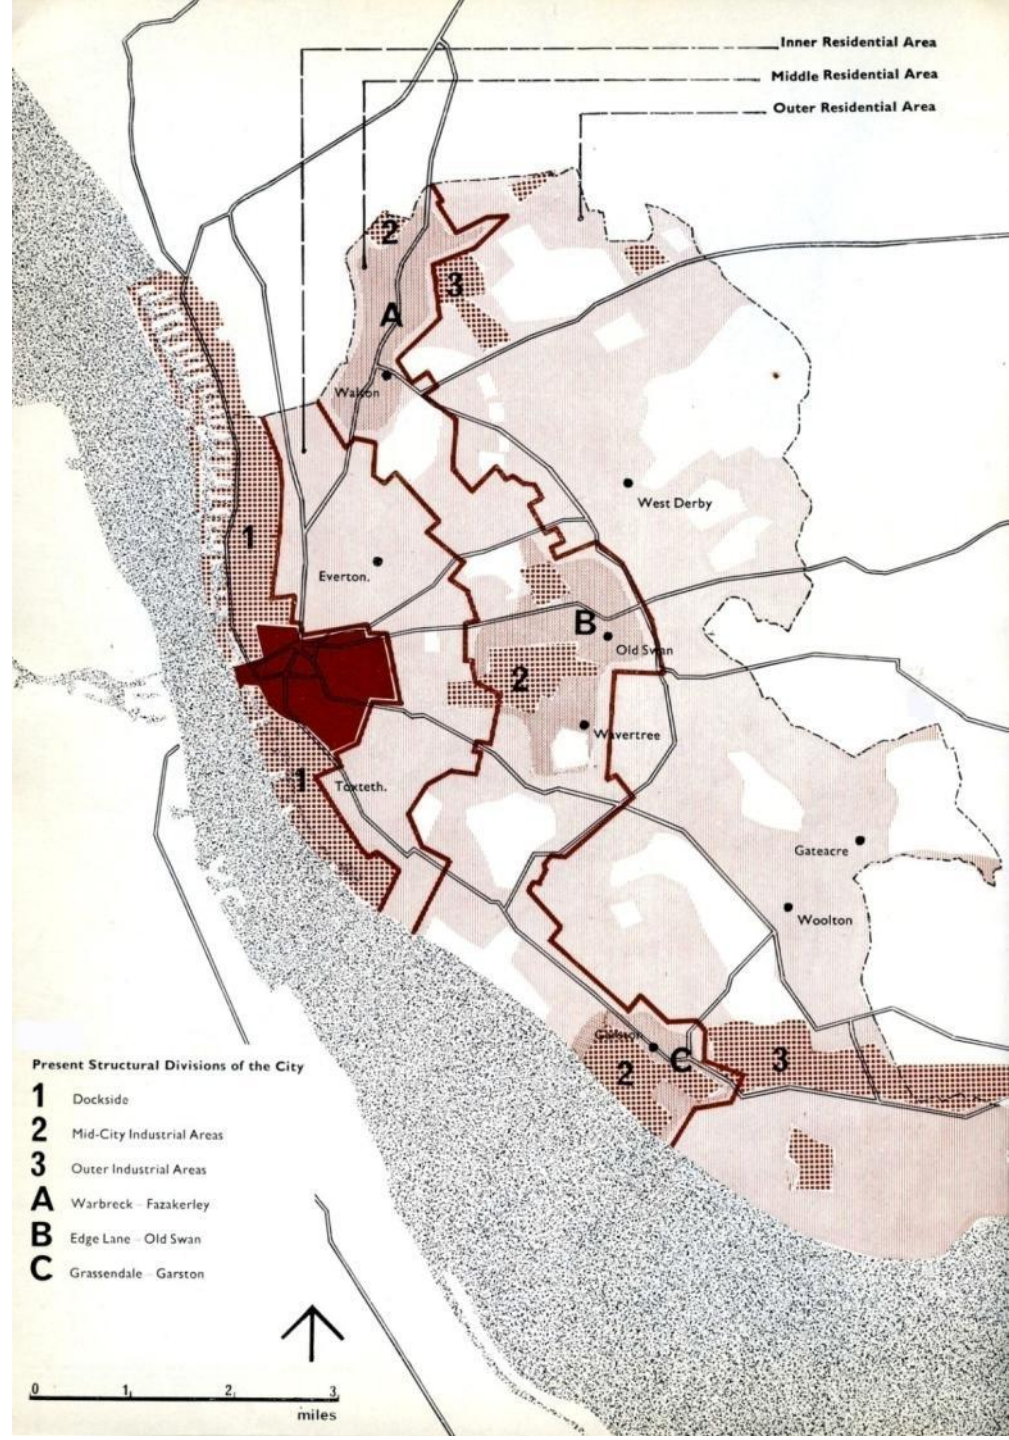 Inner Residential Area
Middle Residential Area
Outer Residential Area
2
3
A
Walton
West Derby
1
Everton.
B
Old Swan
2
Wavertree
1
Toxteth.
Gateacre
Woolton
Garston
2
C
3
Present Structural Divisions of the City
1 Dockside
2 Mid-City Industrial Areas
3 Outer Industrial Areas
A Warbreck - Fazakerley
B Edge Lane - Old Swan
C Grassendale - Garston
0 1 2 3
miles